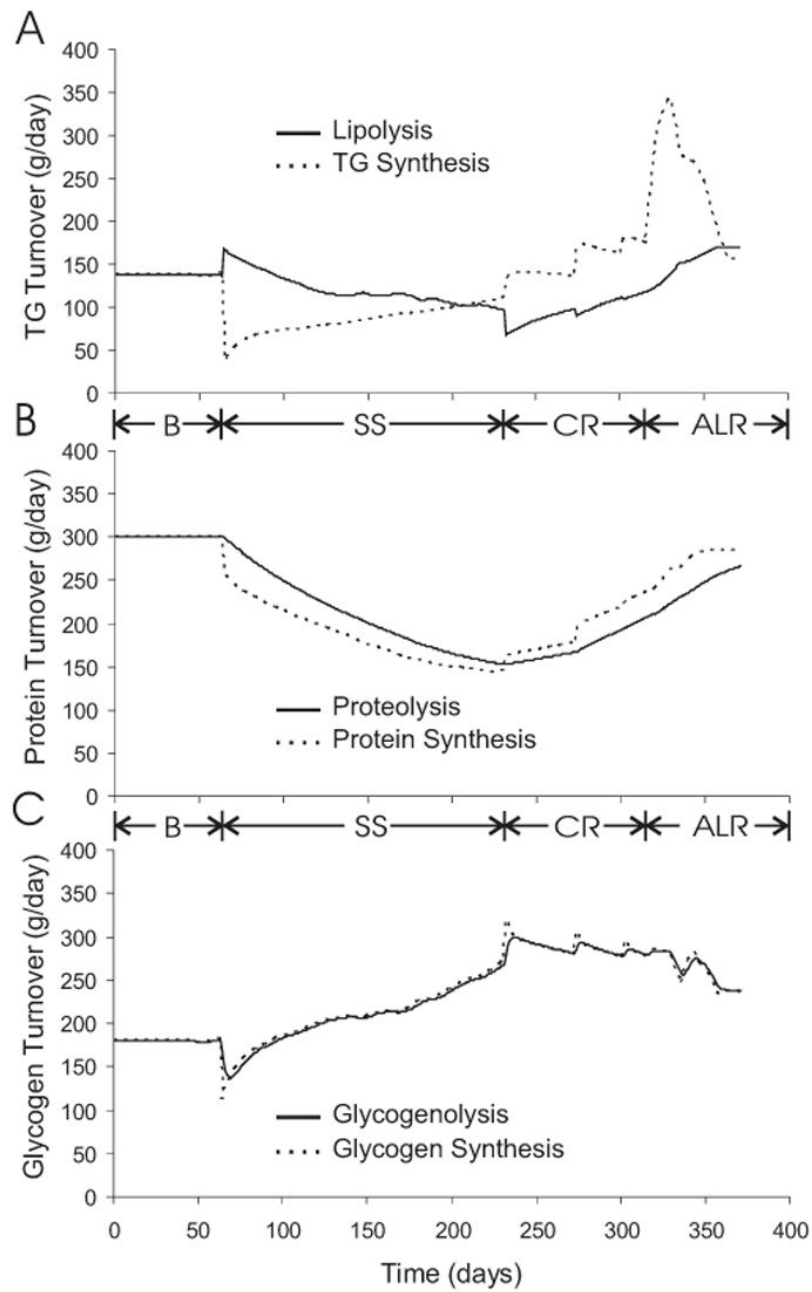 A
TG Turnover (g/day)
400
350
300
250
200
150
100
50
0
Lipolysis
TG Synthesis
B SS CR ALR
B
Protein Turnover (g/day)
400
350
300
250
200
150
100
50
0
Proteolysis
Protein Synthesis
B SS CR ALR
C
Glycogen Turnover (g/day)
400
350
300
250
200
150
100
50
0
Glycogenolysis
Glycogen Synthesis
0 50 100 150 200 250 300 350 400
Time (days)